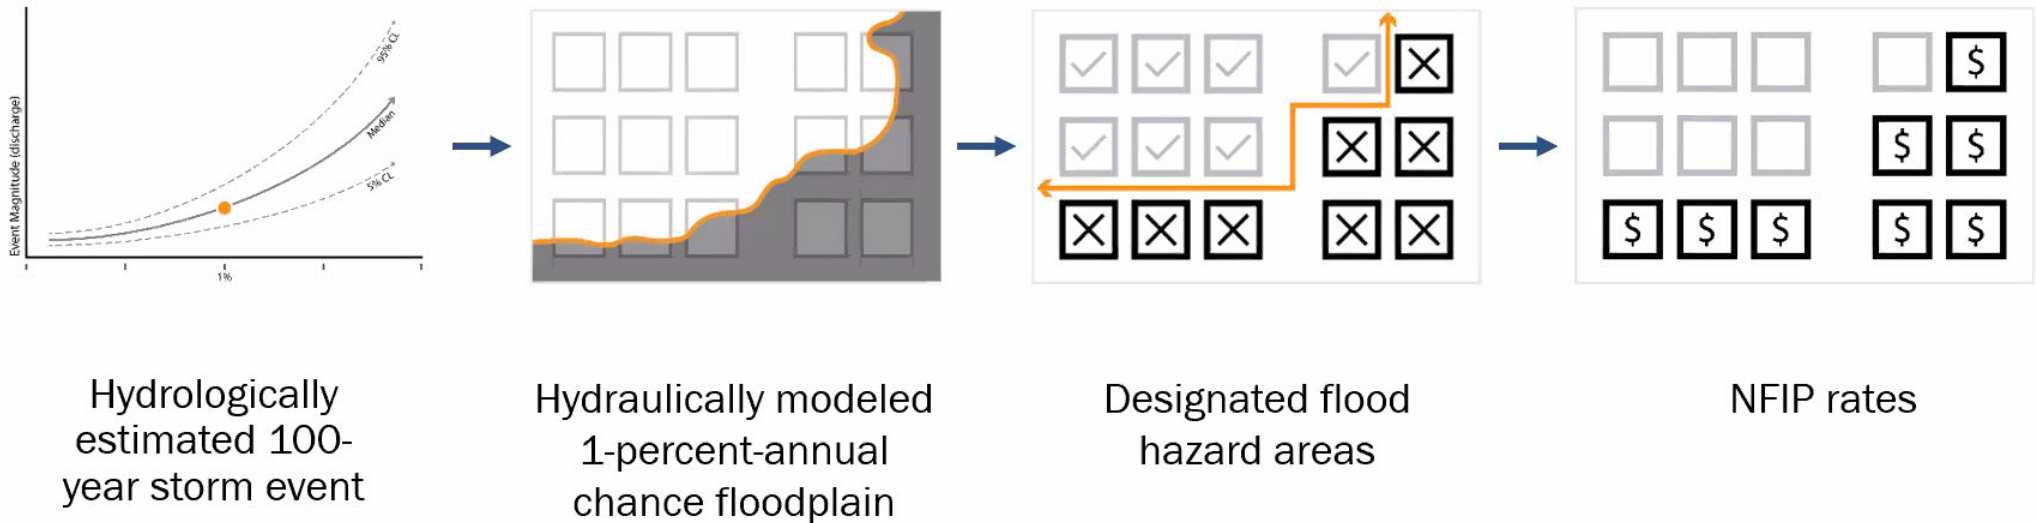 Event Magnitude (discharge)
95% CL
Median
5% CL
1%
$
$ $
$ $ $ $ $
Hydrologically
estimated 100-
year storm event
Hydraulically modeled
1-percent-annual
chance floodplain
Designated flood
hazard areas
NFIP rates